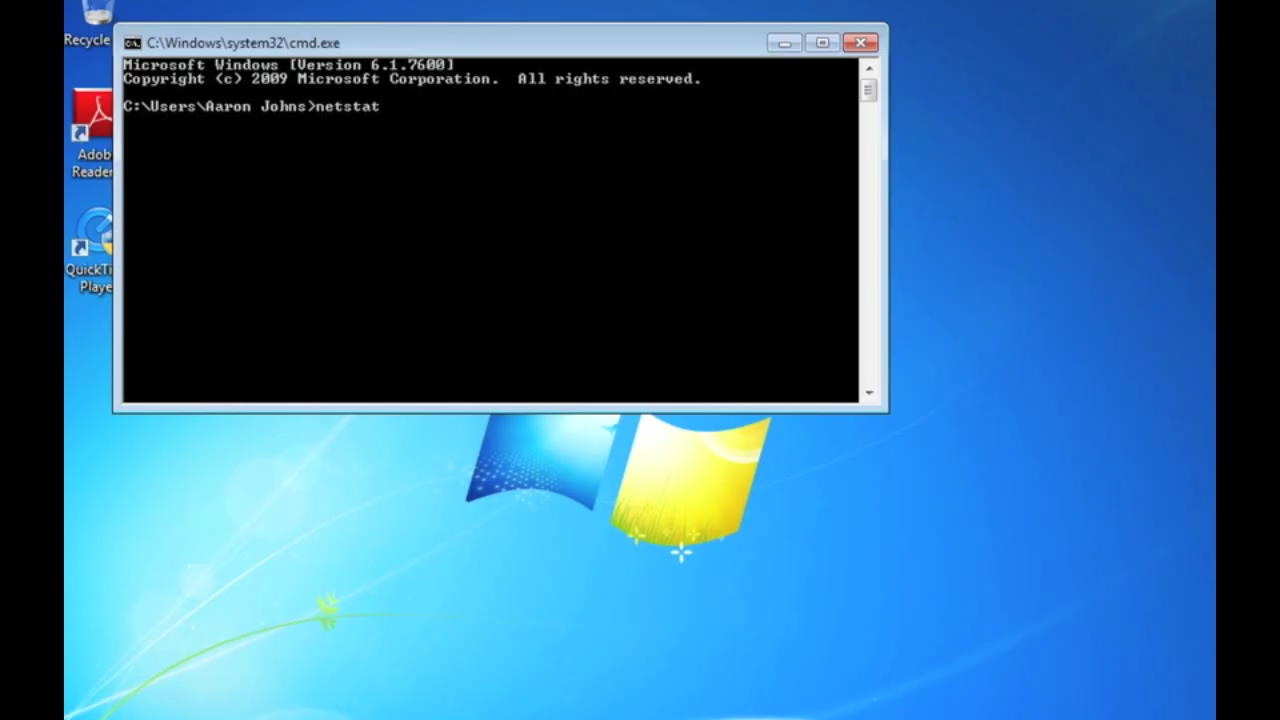 Recycle
C:\Windows\system32\cmd.exe
Microsoft Windows [Version 6.1.7600]
Copyright (c) 2009 Microsoft Corporation.  All rights reserved.
C:\Users\Aaron Johns>netstat
Adob
Reader
QuickTi
Playe